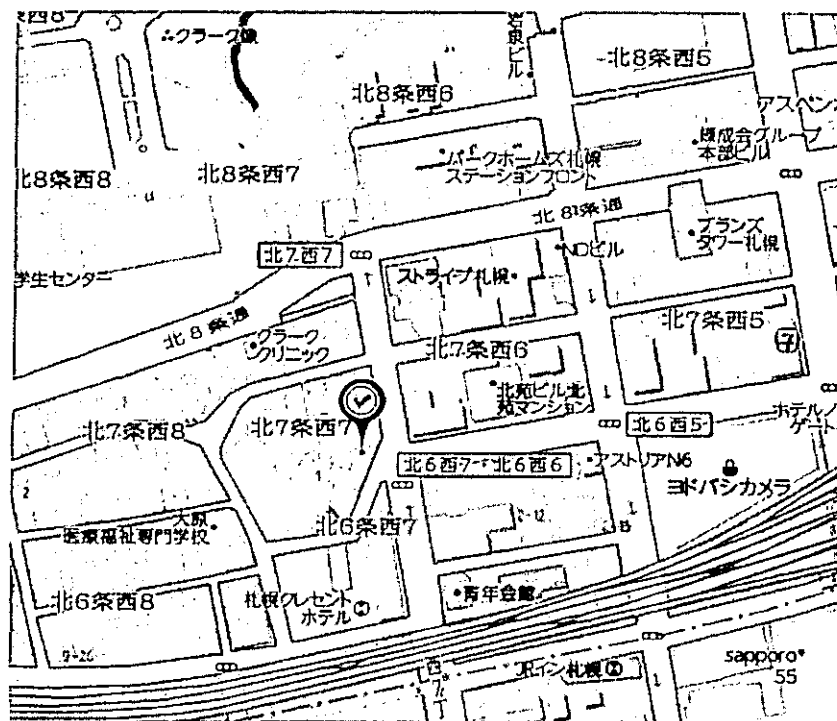 クラーク像
岩泉
ビル
北8条西5
北8条西6
アスペン
北8条西8
北8条西7
パークホームズ札幌
ステーションフロント
本部ビル
北8条通
NDビル
ブランズ
タワー札幌
北7西7
学生センター
ストライプ札幌
北8条通
クラーク
クリニック
北7条西6
北7条西5
7
北7条西8
北7条西7
北苑ビル北
苑マンション
北6西5
ホテル
ゲート
北6西7
北6西6
アストリアN6
ヨドバシカメラ
2
1
大原
医療福祉専門学校
北6条西7
北6条西8
札幌クレセント
ホテル
青年会館
9-26
JRイン札幌
sapporo
55